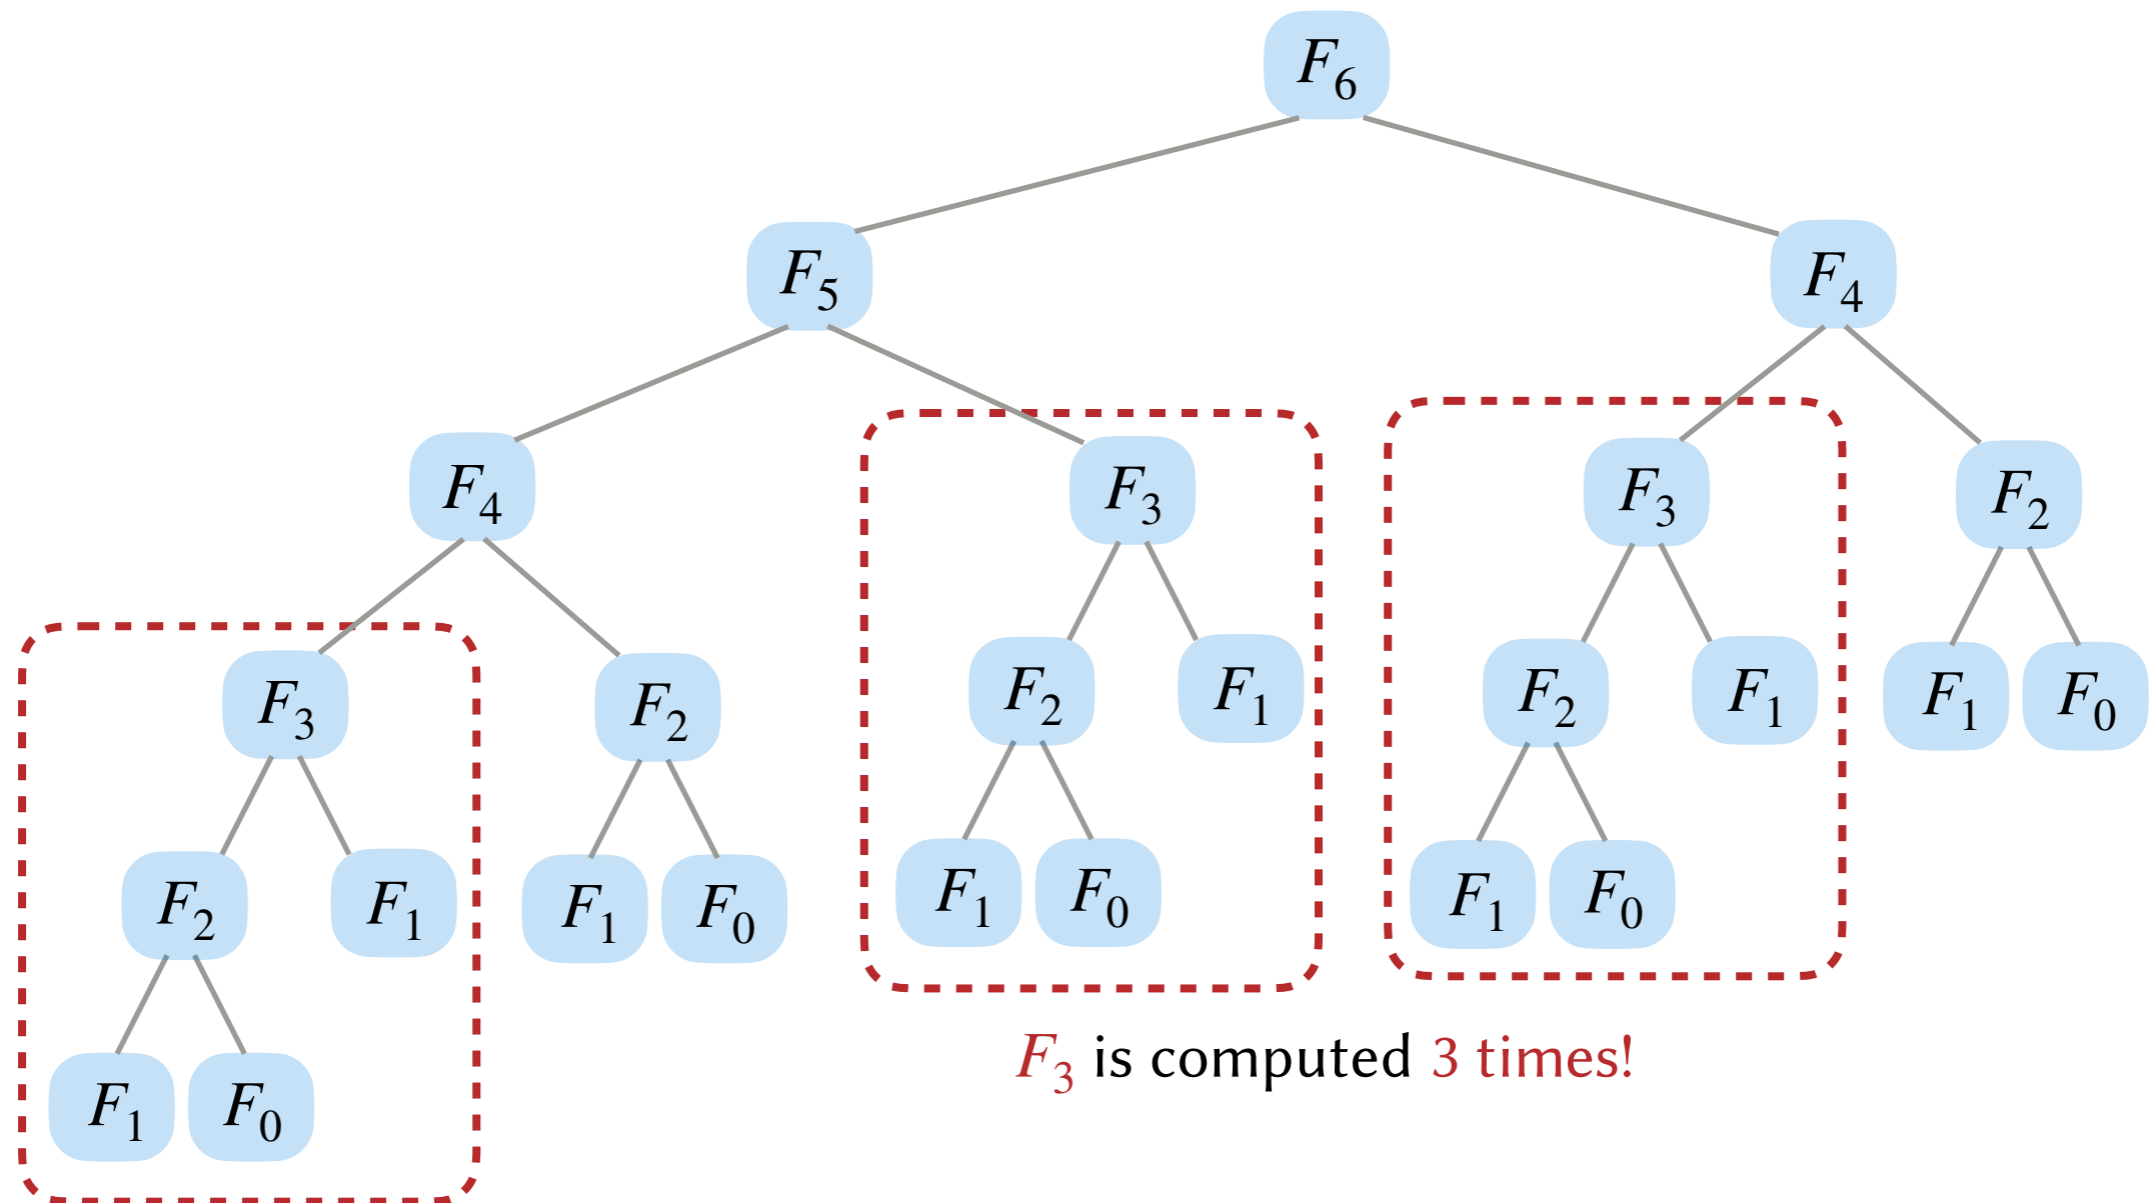 F₆
F₅ F₄
F₄ F₃ F₃ F₂
F₃ F₂ F₂ F₁ F₂ F₁ F₁ F₀
F₂ F₁ F₁ F₀ F₁ F₀ F₁ F₀
F₁ F₀
F₃ is computed 3 times!